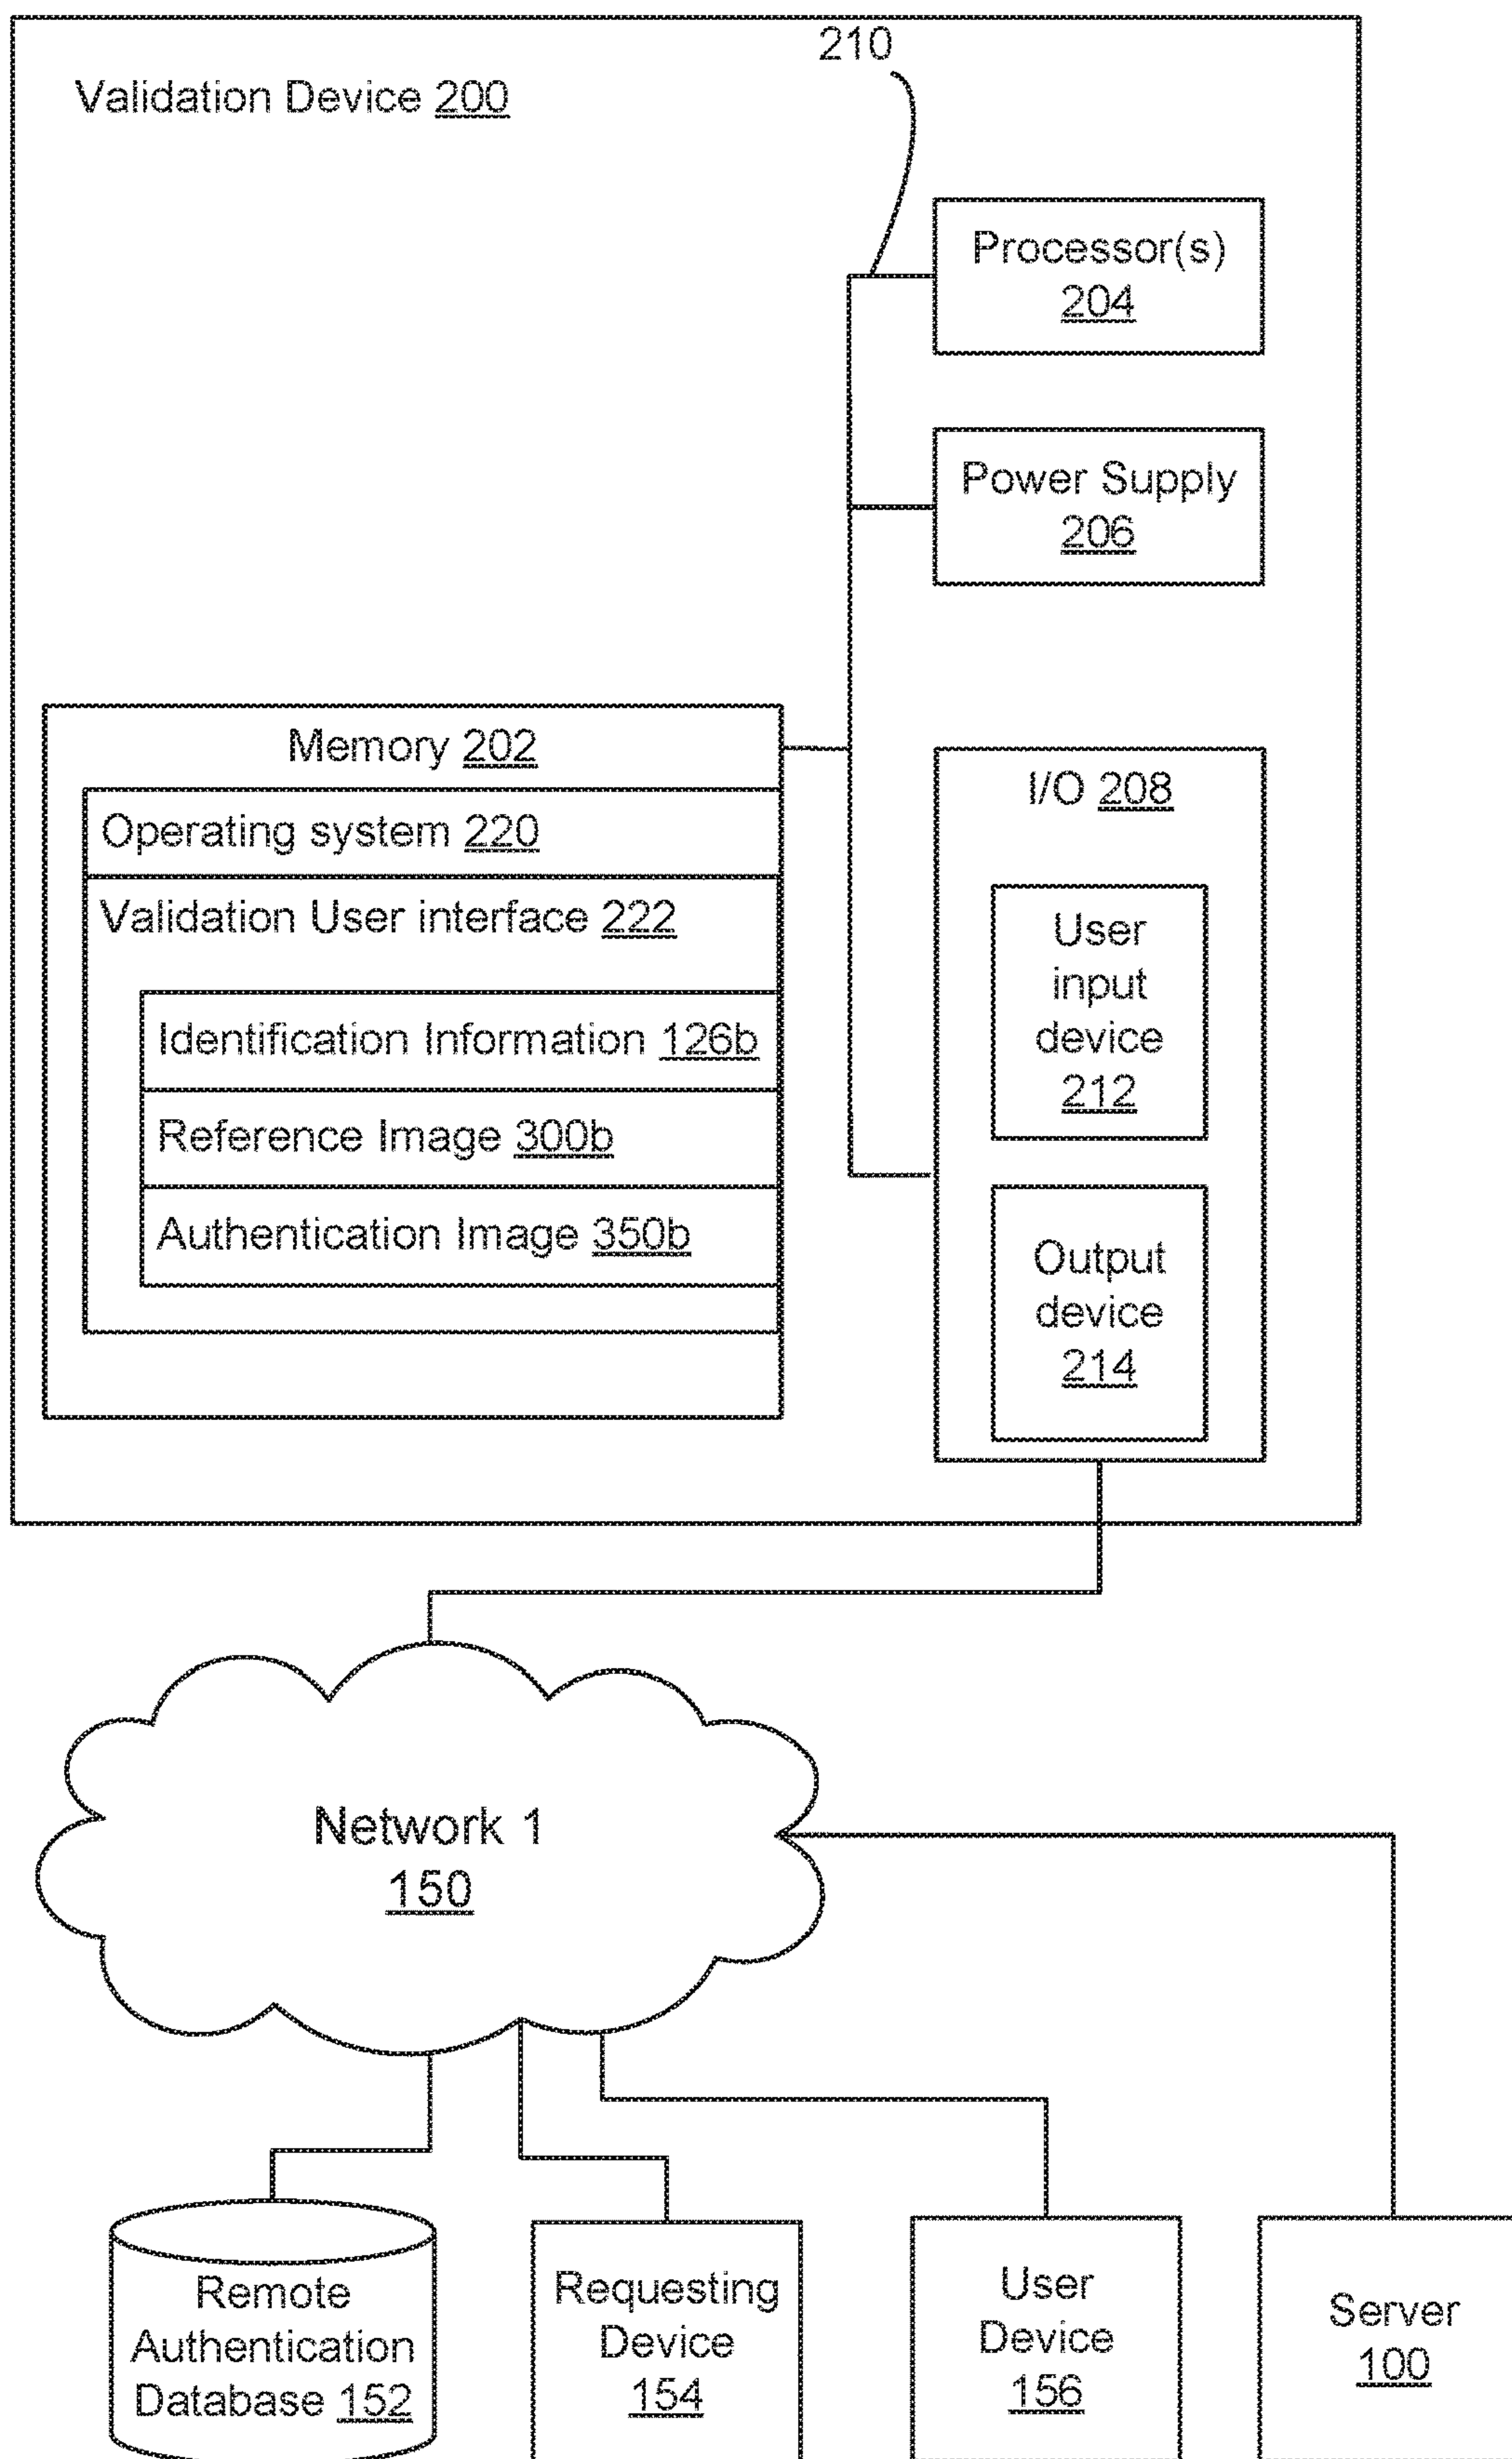 210
Validation Device 200
Processor(s)
204
Power Supply
206
Memory 202
Operating system 220
Validation User interface 222
Identification Information 126b
Reference Image 300b
Authentication Image 350b
I/O 208
User
input
device
212
Output
device
214
Network 1
150
Remote
Authentication
Database 152
Requesting
Device
154
User
Device
156
Server
100